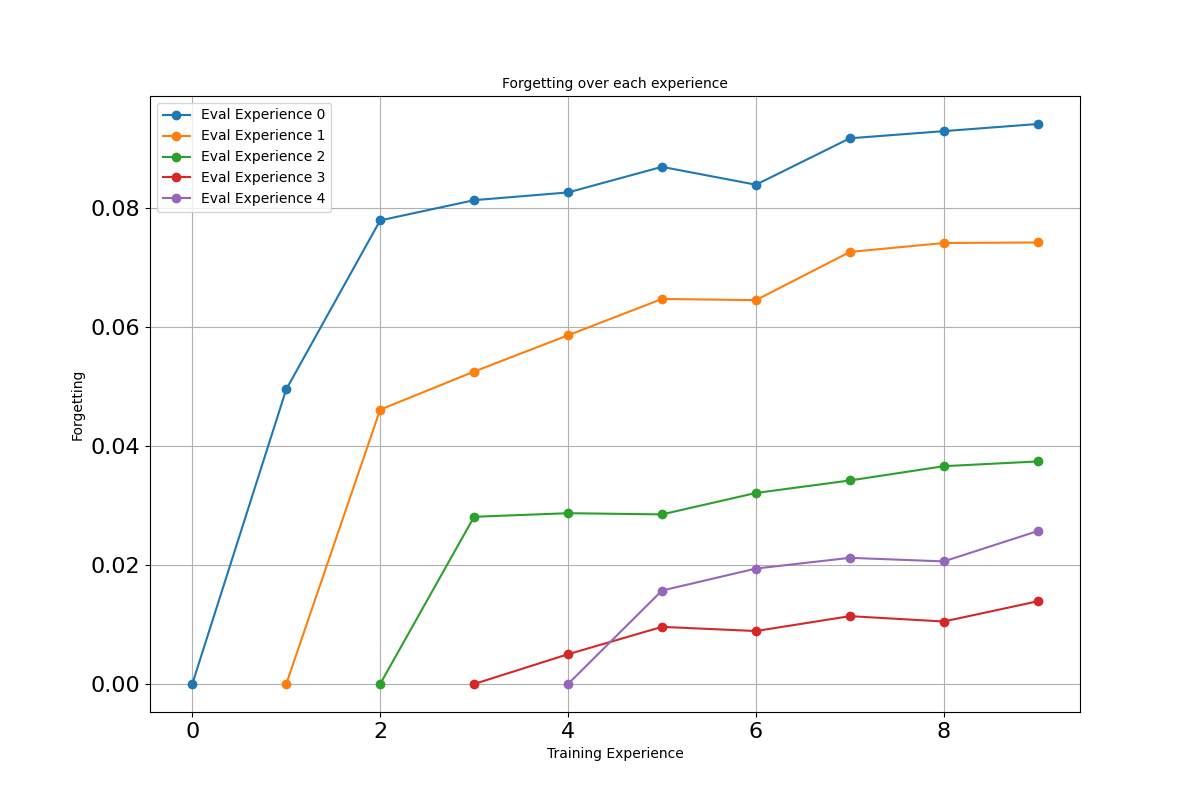 Forgetting over each experience
Eval Experience 0
Eval Experience 1
Eval Experience 2
Eval Experience 3
Eval Experience 4
0.08
0.06
0.04
0.02
0.00
Forgetting
0 2 4 6 8
Training Experience